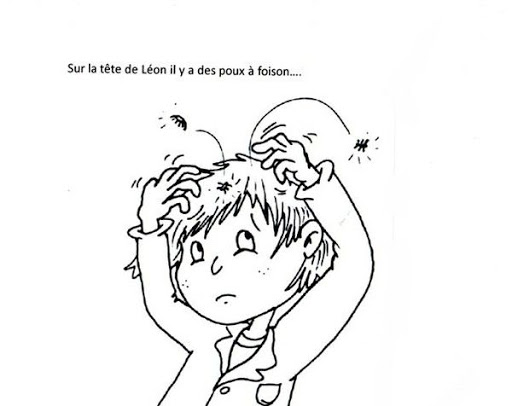 Sur la tête de Léon il y a des poux à foison....